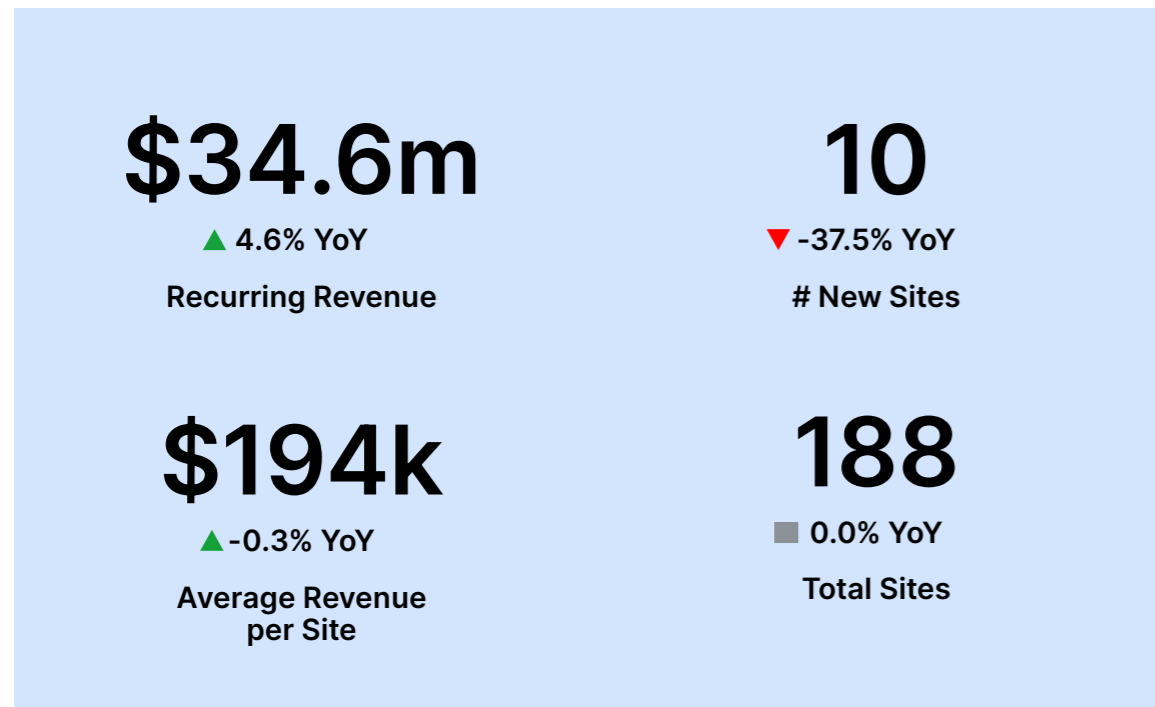 $34.6m
4.6% YoY
Recurring Revenue
10
-37.5% YoY
# New Sites
$194k
-0.3% YoY
Average Revenue
per Site
188
0.0% YoY
Total Sites